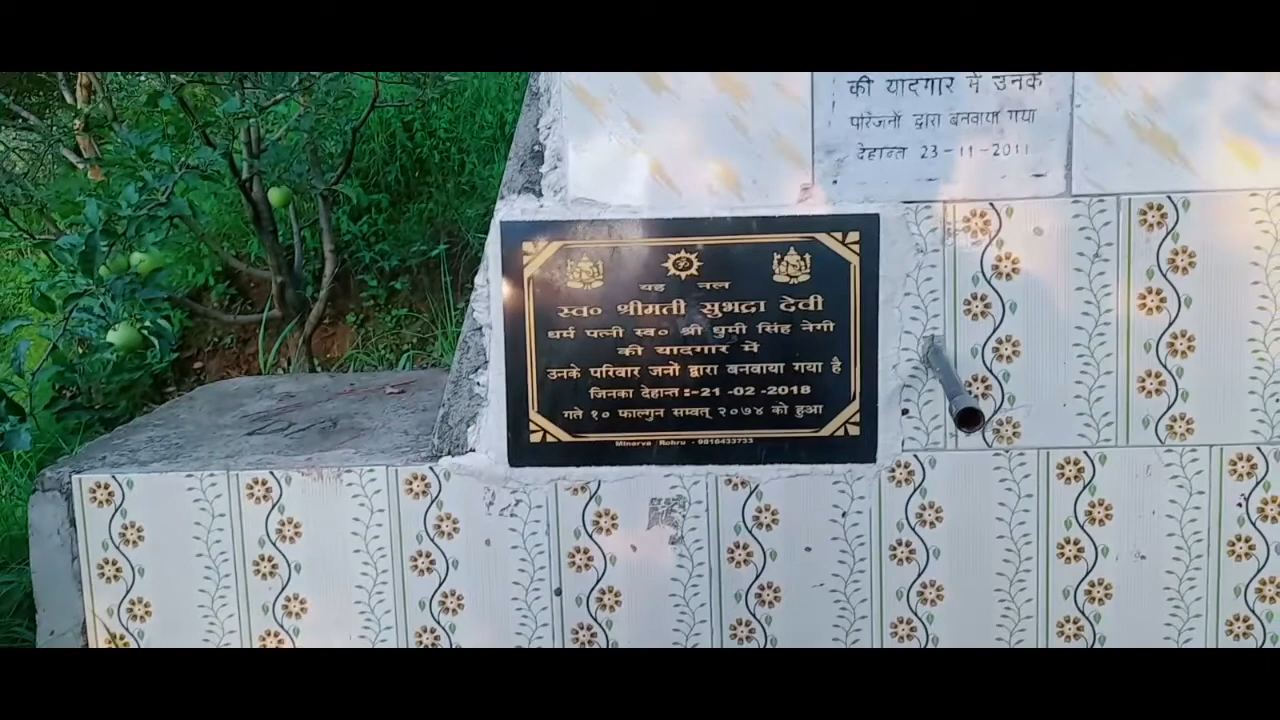 की यादगार में उनके
परिजनों द्वारा बनवाया गया
देहान्त 23-11-2011
ॐ
यह नल
स्व० श्रीमती सुभद्रा देवी
धर्म पत्नी स्व० श्री धुमी सिंह नेगी
की यादगार में
उनके परिवार जनों द्वारा बनवाया गया है
जिनका देहान्त :-21 -02 -2018
गते १० फाल्गुन सम्वत् २०७४ को हुआ
Minerva Rohru - 9816433733